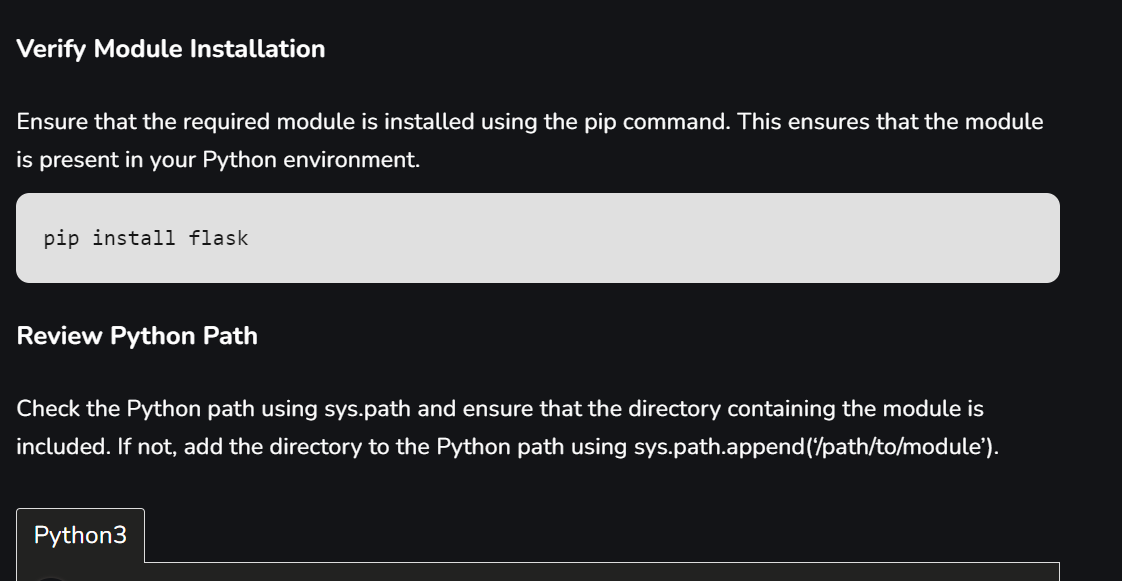 Verify Module Installation
Ensure that the required module is installed using the pip command. This ensures that the module
is present in your Python environment.
pip install flask
Review Python Path
Check the Python path using sys.path and ensure that the directory containing the module is
included. If not, add the directory to the Python path using sys.path.append(‘/path/to/module’).
Python3